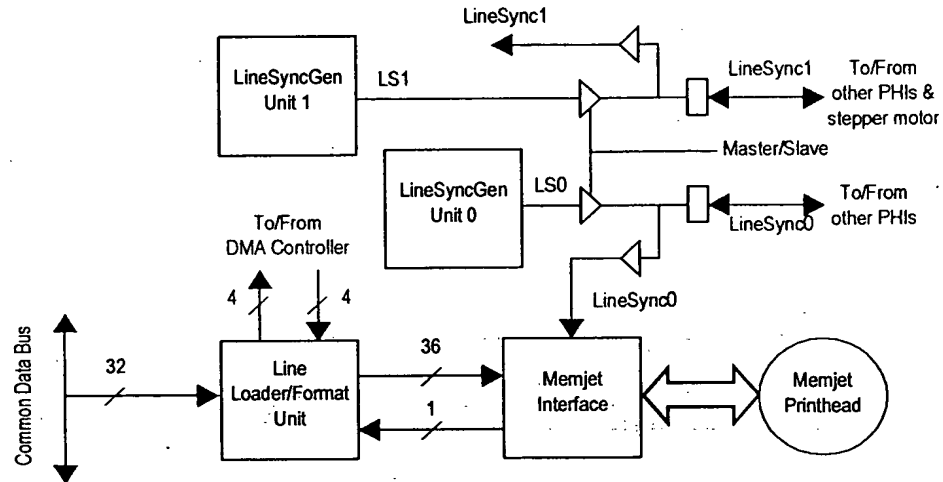 LineSync1
LineSyncGen
Unit 1
LS1
LineSync1
To/From
other PHIs &
stepper motor
Master/Slave
LineSyncGen
Unit 0
LS0
To/From
other PHIs
LineSync0
To/From
DMA Controller
4
4
LineSync0
Common Data Bus
32
Line
Loader/Format
Unit
36
1
Memjet
Interface
Memjet
Printhead